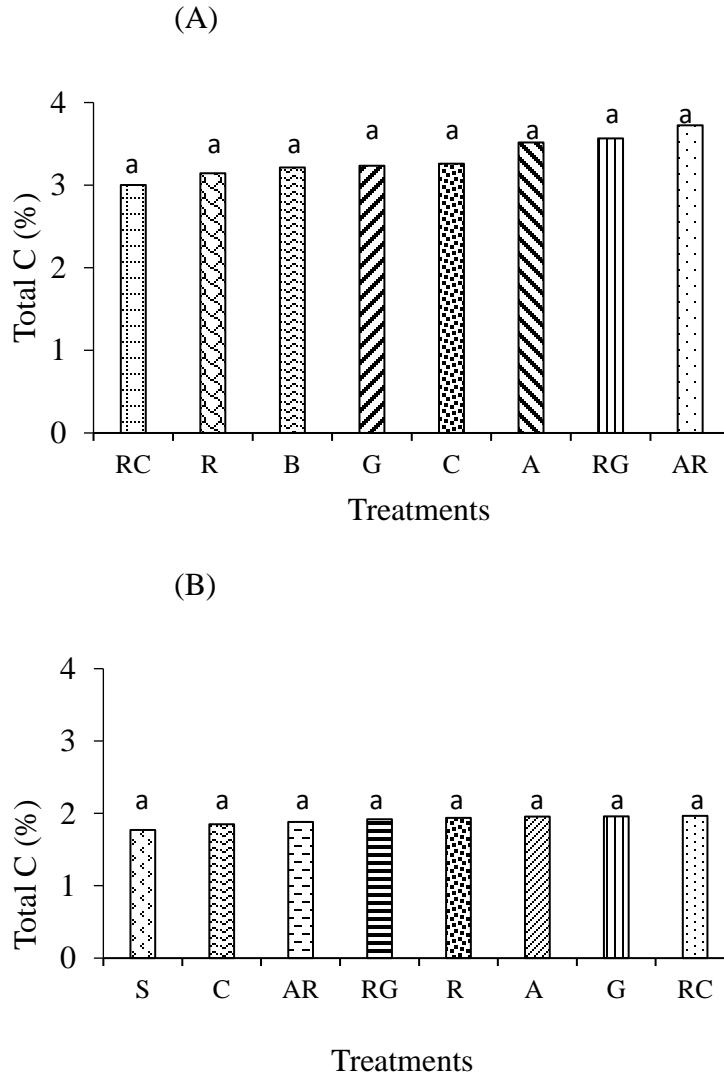 (A)
Total C (%)
4
3
2
1
0
a a a a a a a a
RC R B G C A RG AR
Treatments
(B)
Total C (%)
4
3
2
1
0
a a a a a a a a
S C AR RG R A G RC
Treatments